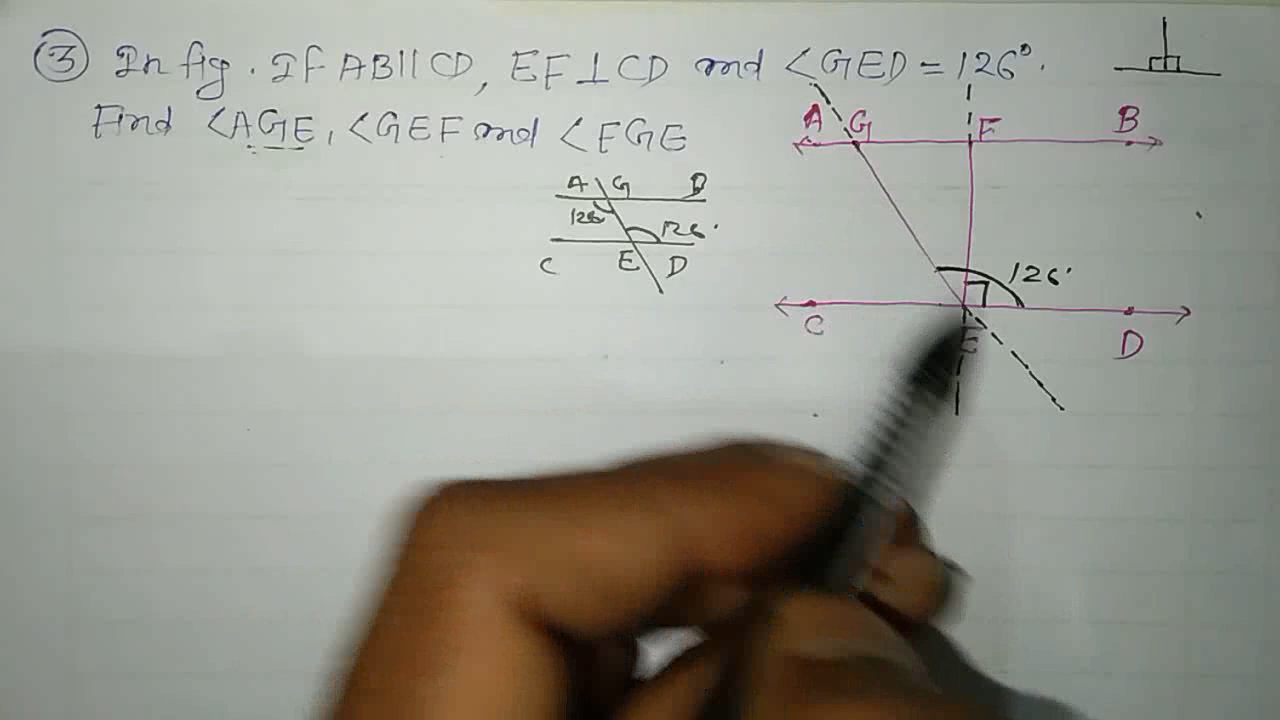 ③ In fig. If AB||CD, EF⊥CD and <GED = 126°.
Find <AGE, <GEF and <FGE
A G B
126
126°
C E D
A G F B
126°
C E D